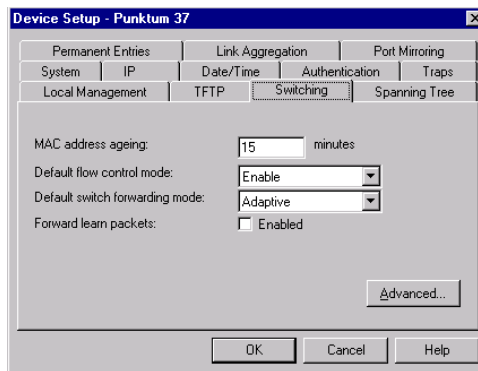 Device Setup - Punktum 37
Permanent Entries Link Aggregation Port Mirroring
System IP Date/Time Authentication Traps
Local Management TFTP Switching Spanning Tree
MAC address ageing: 15 minutes
Default flow control mode: Enable
Default switch forwarding mode: Adaptive
Forward learn packets: Enabled
Advanced...
OK Cancel Help